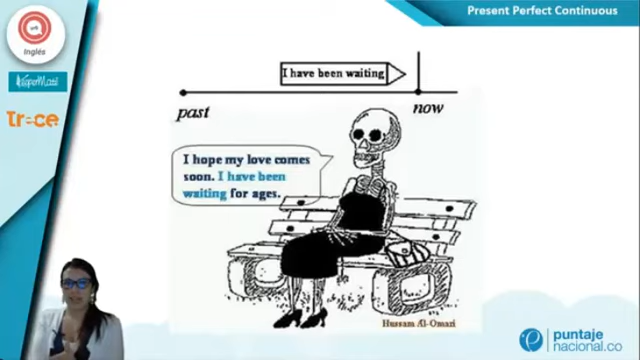 Present Perfect Continuous
Inglés
Trece
I have been waiting
past
now
I hope my love comes
soon. I have been
waiting for ages.
Hussam Al-Omari
puntaje
nacional.co